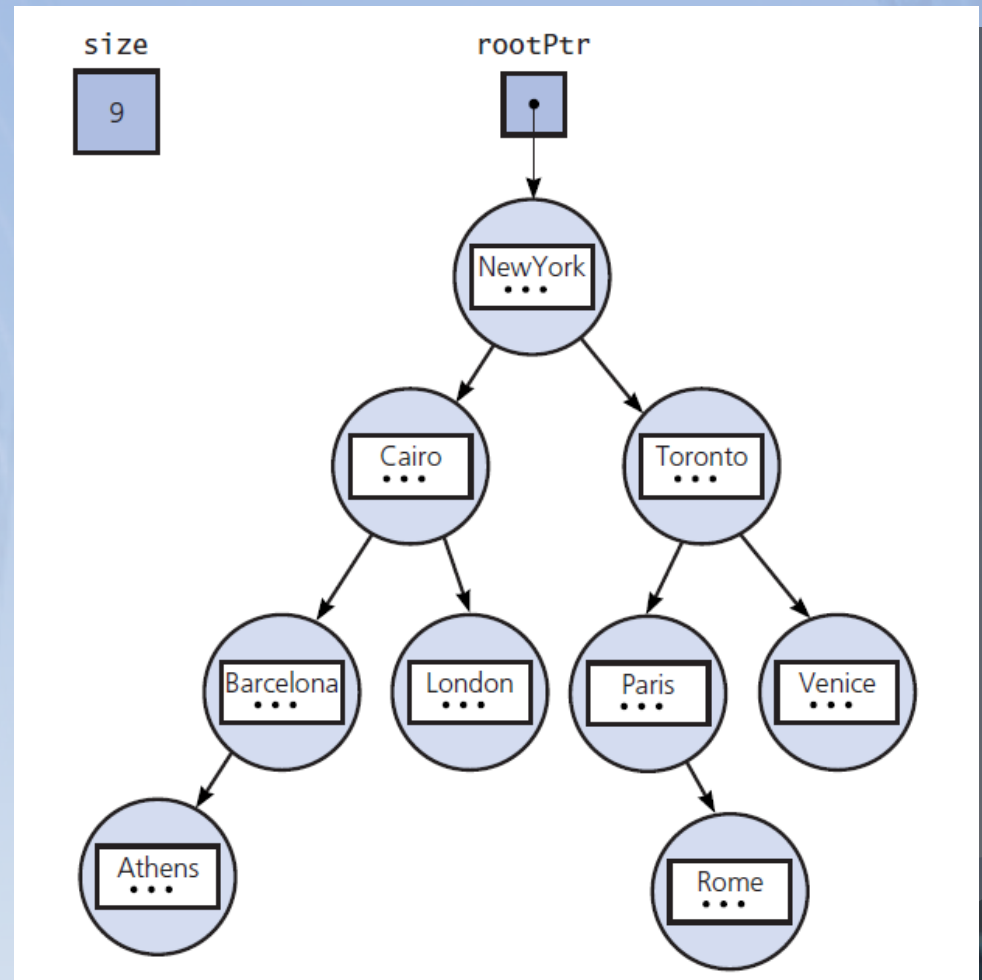 size
rootPtr
9
NewYork
•••
Cairo
•••
Toronto
•••
Barcelona
•••
London
•••
Paris
•••
Venice
•••
Athens
•••
Rome
•••